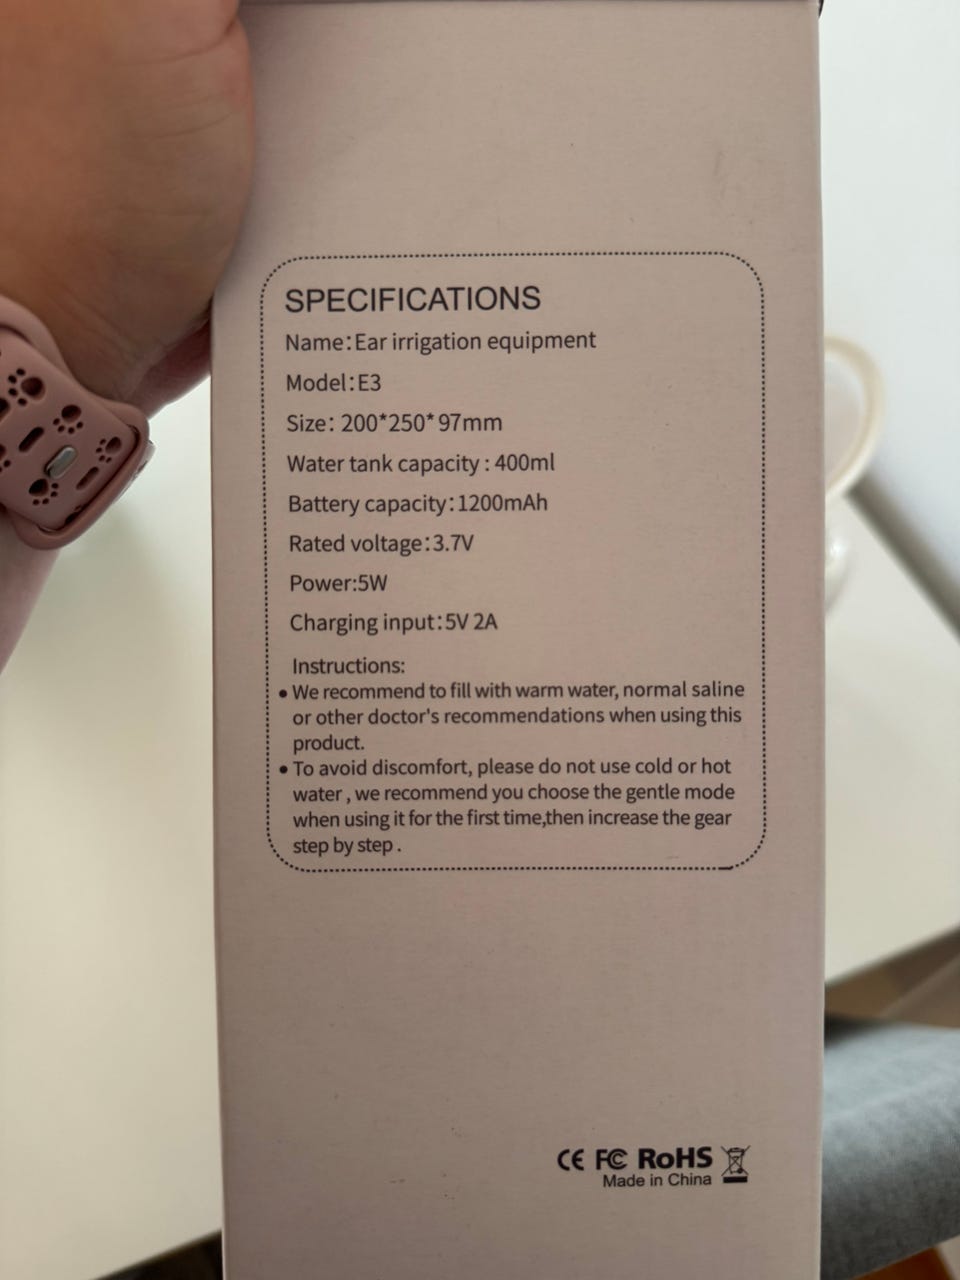 SPECIFICATIONS
Name:Ear irrigation equipment
Model:E3
Size: 200*250*97mm
Water tank capacity : 400ml
Battery capacity:1200mAh
Rated voltage:3.7V
Power:5W
Charging input:5V 2A
Instructions:
• We recommend to fill with warm water, normal saline
or other doctor's recommendations when using this
product.
• To avoid discomfort, please do not use cold or hot
water , we recommend you choose the gentle mode
when using it for the first time,then increase the gear
step by step .
CE FC RoHS
Made in China